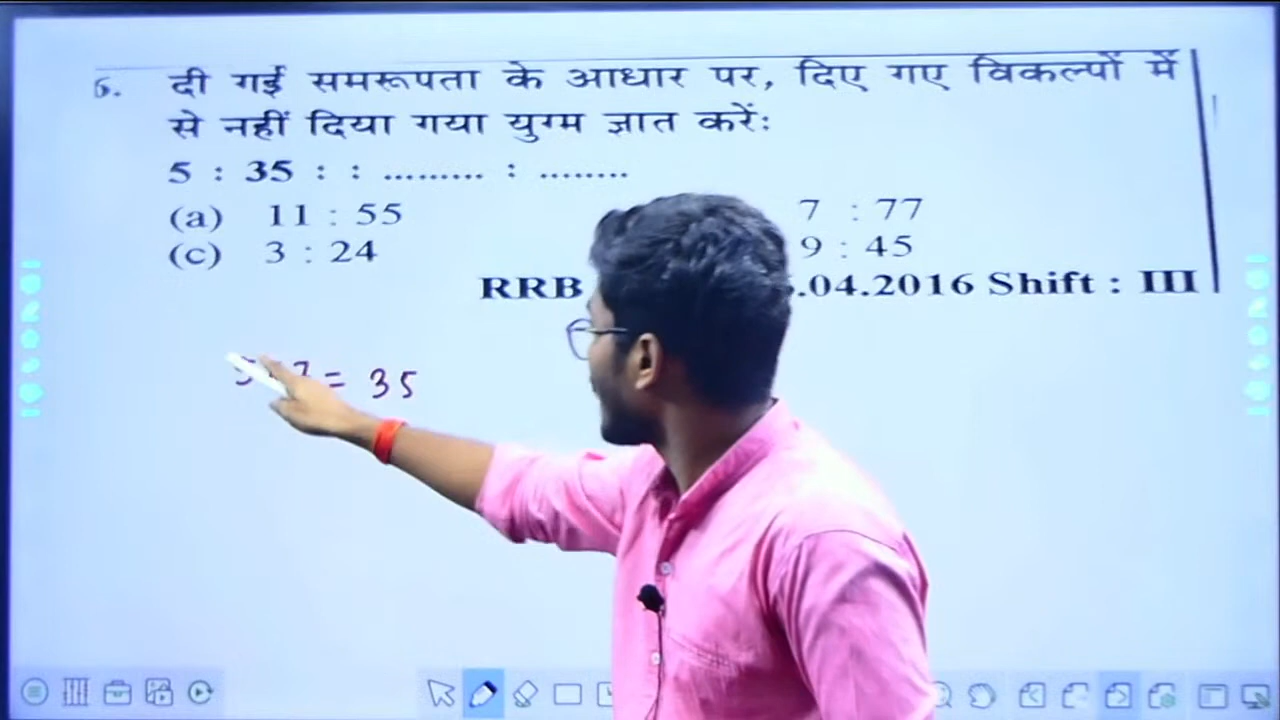 6. दी गई समरूपता के आधार पर, दिए गए विकल्पों में
से नहीं दिया गया युग्म ज्ञात करेंः
5 : 35 : : ......... : ........
(a) 11 : 55 7 : 77
(c) 3 : 24 9 : 45
RRB .04.2016 Shift : III
= 35